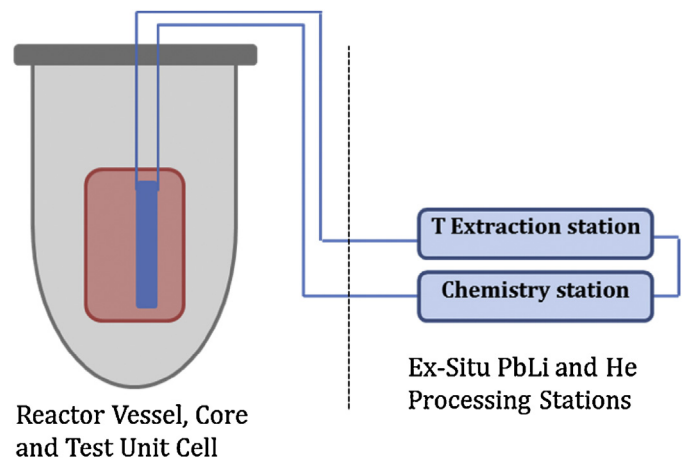 T Extraction station
Chemistry station
Ex-Situ PbLi and He
Processing Stations
Reactor Vessel, Core
and Test Unit Cell